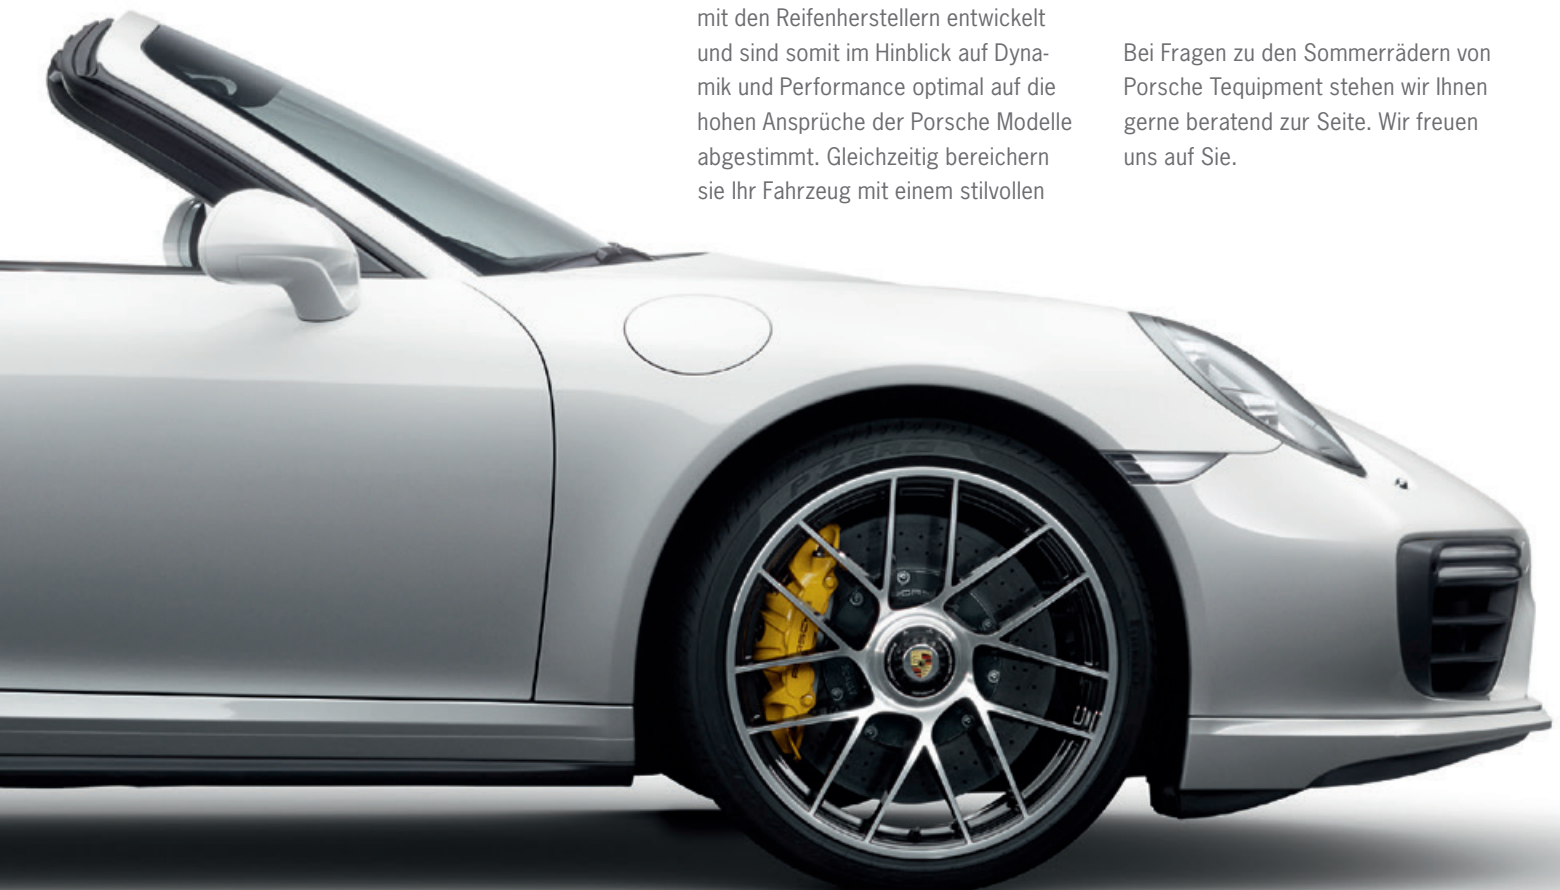 mit den Reifenherstellern entwickelt
und sind somit im Hinblick auf Dyna-
mik und Performance optimal auf die
hohen Ansprüche der Porsche Modelle
abgestimmt. Gleichzeitig bereichern
sie Ihr Fahrzeug mit einem stilvollen
Bei Fragen zu den Sommerrädern von
Porsche Tequipment stehen wir Ihnen
gerne beratend zur Seite. Wir freuen
uns auf Sie.
P ZERO
PORSCHE